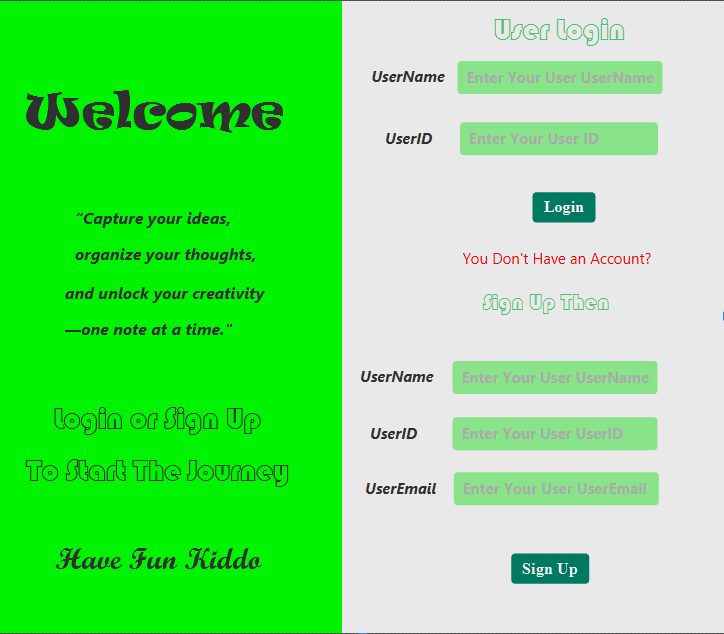 Welcome
"Capture your ideas,
organize your thoughts,
and unlock your creativity
—one note at a time."
Login or Sign Up
To Start The Journey
Have Fun Kiddo
User Login
UserName Enter Your User UserName
UserID Enter Your User ID
Login
You Don't Have an Account?
Sign Up Then
UserName Enter Your User UserName
UserID Enter Your User UserID
UserEmail Enter Your User UserEmail
Sign Up